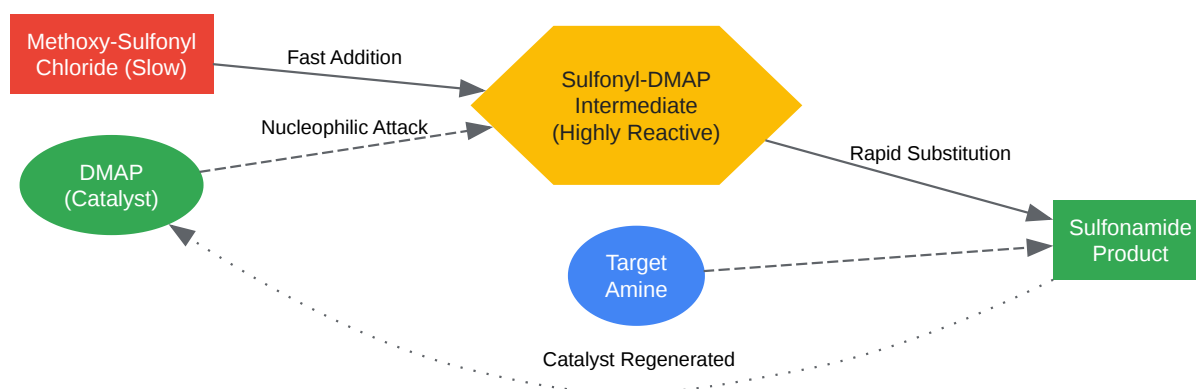 Methoxy-Sulfonyl
Chloride (Slow)
Fast Addition
Sulfonyl-DMAP
Intermediate
(Highly Reactive)
Nucleophilic Attack
DMAP
(Catalyst)
Rapid Substitution
Sulfonamide
Product
Target
Amine
Catalyst Regenerated